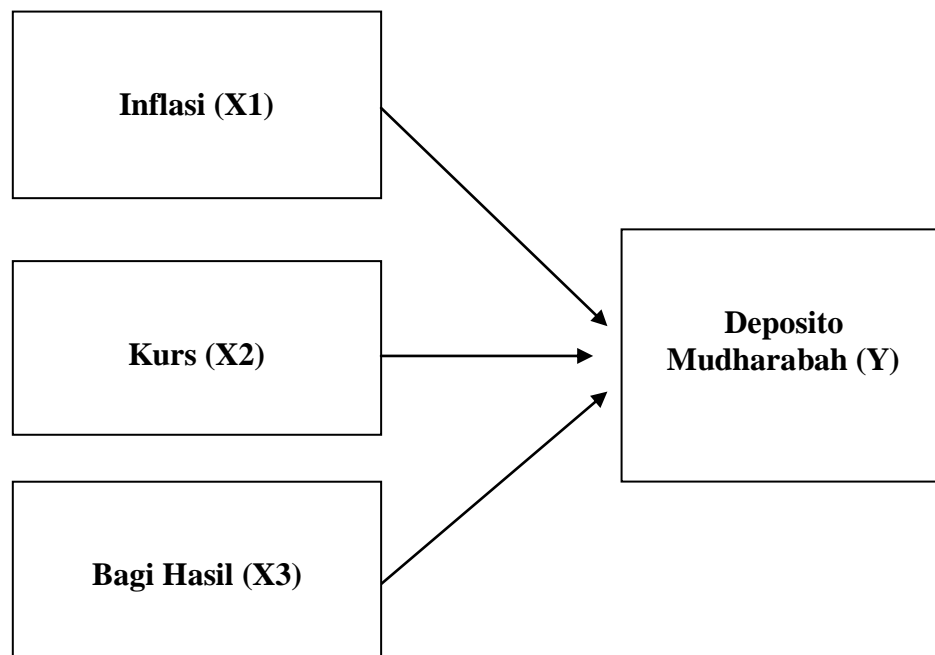 Inflasi (X1)
Kurs (X2)
Bagi Hasil (X3)
Deposito
Mudharabah (Y)